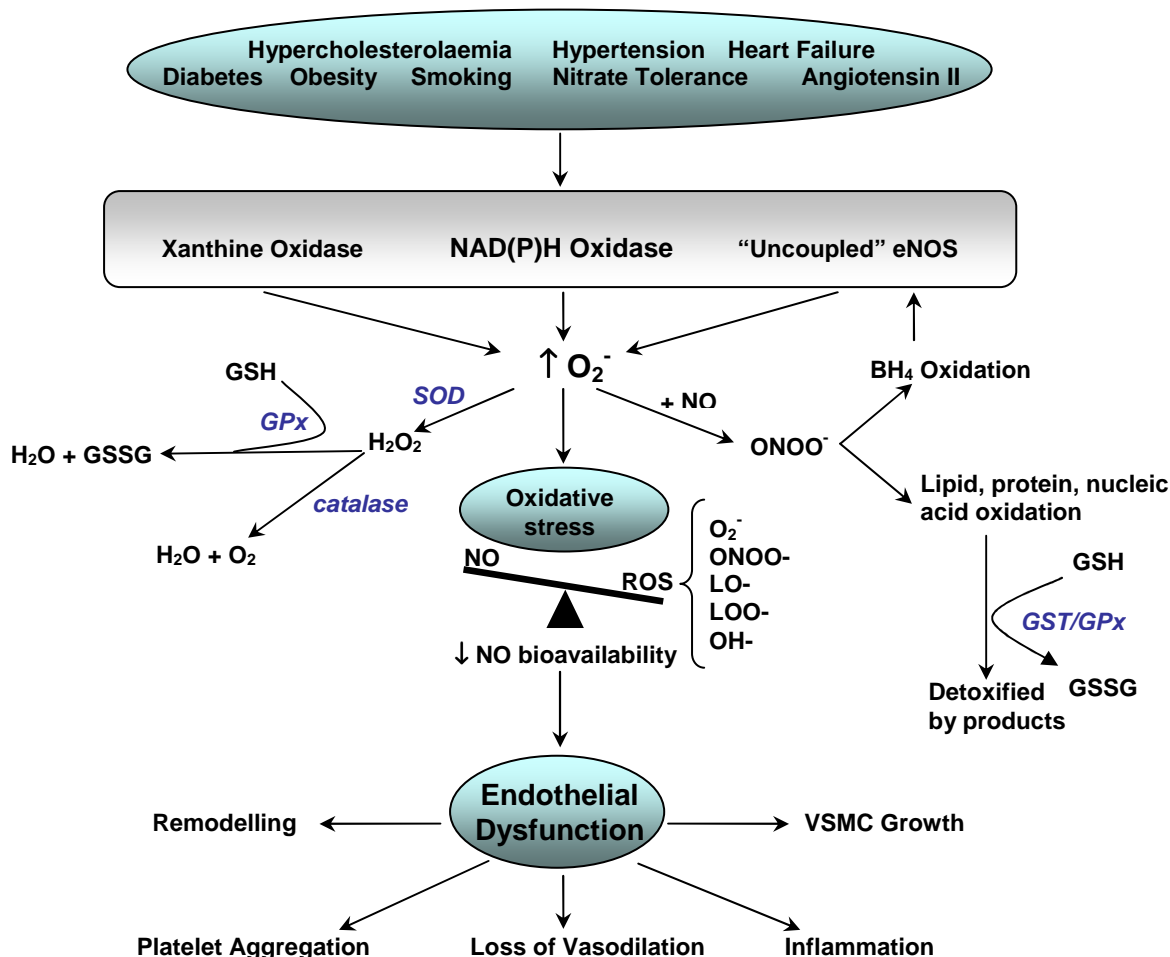 Hypercholesterolaemia Hypertension Heart Failure
Diabetes Obesity Smoking Nitrate Tolerance Angiotensin II
Xanthine Oxidase NAD(P)H Oxidase “Uncoupled” eNOS
↑ O₂⁻
GSH
SOD
+ NO
BH₄ Oxidation
GPx
H₂O₂
H₂O + GSSG
ONOO⁻
catalase
H₂O + O₂
Oxidative
stress
Lipid, protein, nucleic
acid oxidation
NO
ROS
O₂⁻
ONOO-
LO-
LOO-
OH-
GSH
GST/GPx
GSSG
↓ NO bioavailability
Detoxified
by products
Endothelial
Dysfunction
Remodelling
VSMC Growth
Platelet Aggregation
Loss of Vasodilation
Inflammation